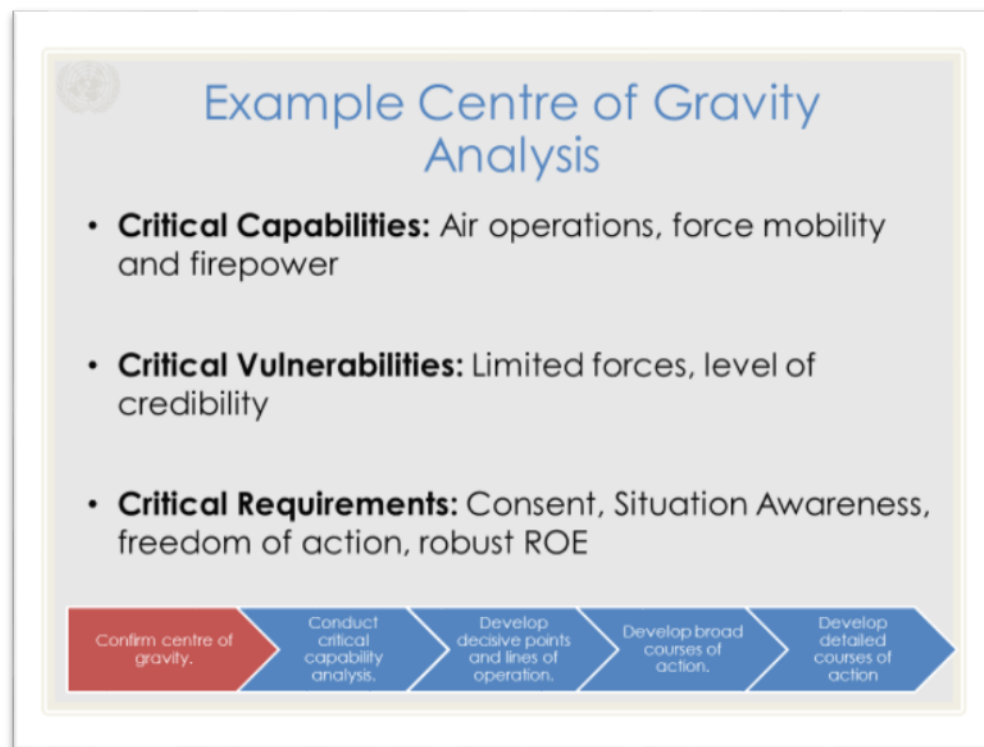 Example Centre of Gravity
Analysis
• Critical Capabilities: Air operations, force mobility
and firepower
• Critical Vulnerabilities: Limited forces, level of
credibility
• Critical Requirements: Consent, Situation Awareness,
freedom of action, robust ROE
Confirm centre of
gravity.
Conduct
critical
capability
analysis.
Develop
decisive points
and lines of
operation.
Develop broad
courses of
action.
Develop
detailed
courses of
action